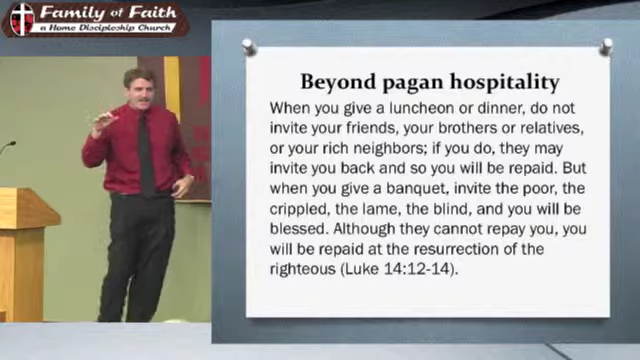 Family of Faith
a Home Discipleship Church
Beyond pagan hospitality
When you give a luncheon or dinner, do not
invite your friends, your brothers or relatives,
or your rich neighbors; if you do, they may
invite you back and so you will be repaid. But
when you give a banquet, invite the poor, the
crippled, the lame, the blind, and you will be
blessed. Although they cannot repay you, you
will be repaid at the resurrection of the
righteous (Luke 14:12-14).